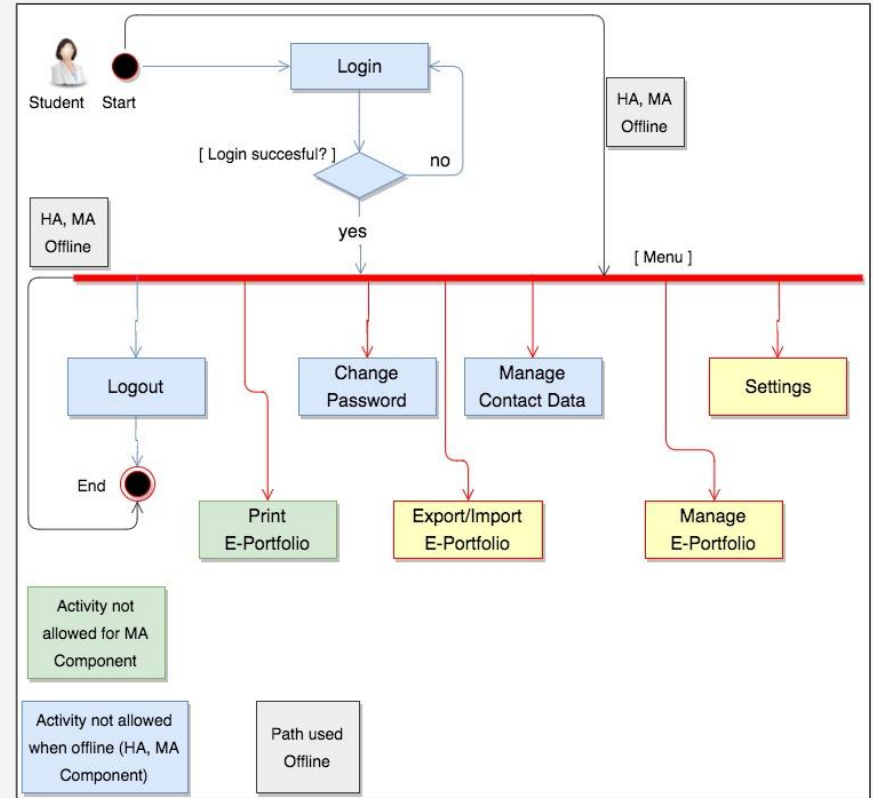 Login
Student
Start
HA, MA
Offline
[ Login succesful? ]
no
HA, MA
Offline
yes
[ Menu ]
Logout
Change
Password
Manage
Contact Data
Settings
End
Print
E-Portfolio
Export/Import
E-Portfolio
Manage
E-Portfolio
Activity not
allowed for MA
Component
Activity not allowed
when offline (HA, MA
Component)
Path used
Offline